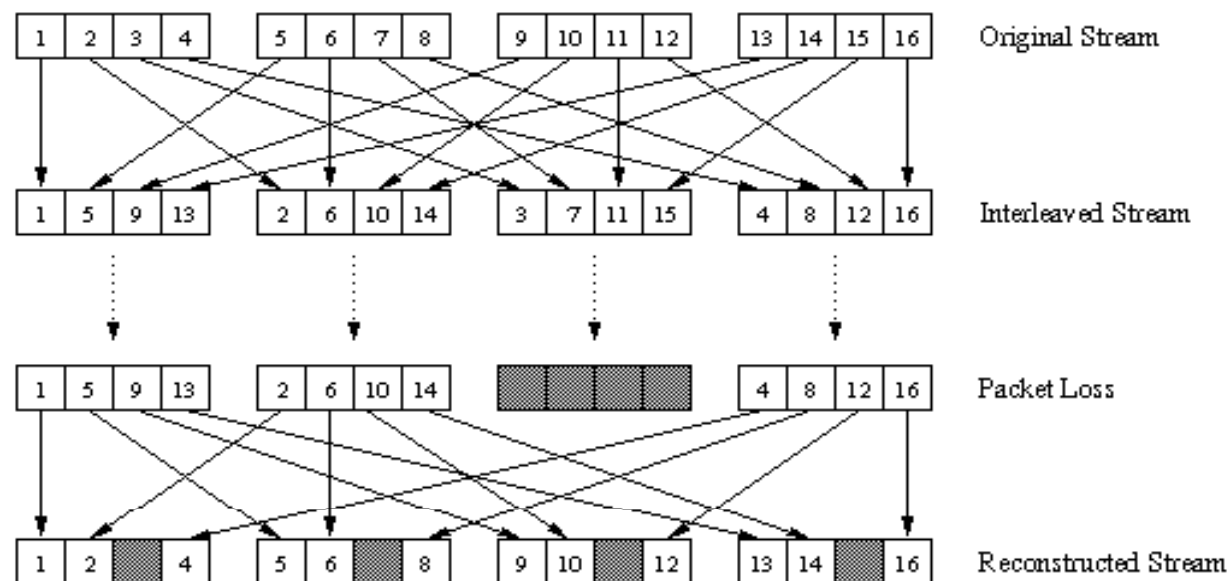 1 2 3 4 5 6 7 8 9 10 11 12 13 14 15 16 Original Stream
1 5 9 13 2 6 10 14 3 7 11 15 4 8 12 16 Interleaved Stream
1 5 9 13 2 6 10 14 4 8 12 16 Packet Loss
1 2 4 5 6 8 9 10 12 13 14 16 Reconstructed Stream